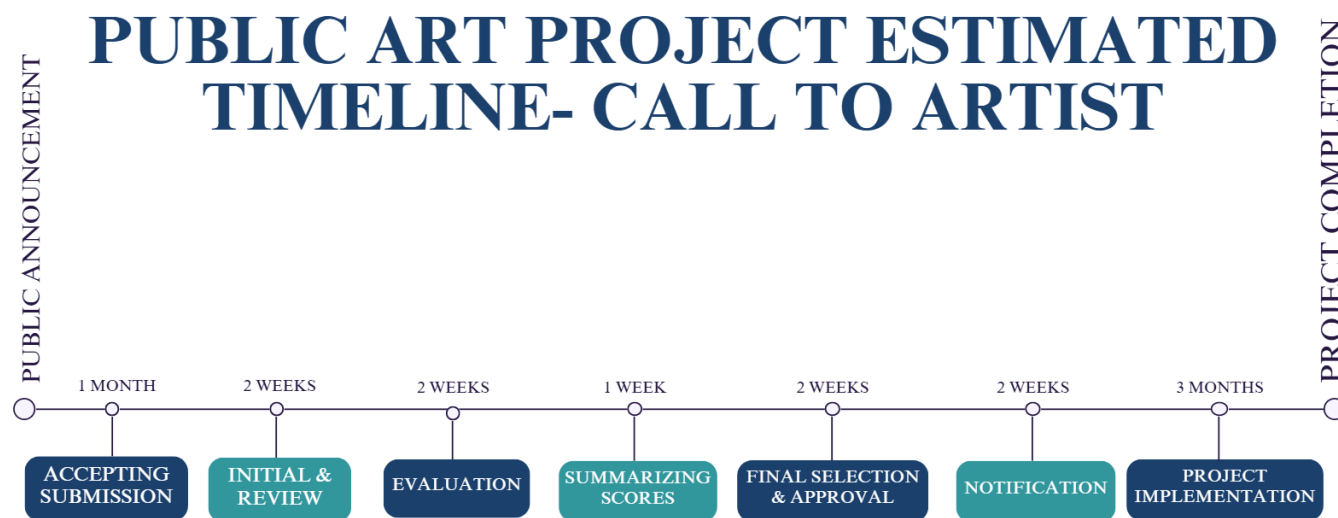 PUBLIC ART PROJECT ESTIMATED
TIMELINE- CALL TO ARTIST
PUBLIC ANNOUNCEMENT
1 MONTH
ACCEPTING
SUBMISSION
2 WEEKS
INITIAL &
REVIEW
2 WEEKS
EVALUATION
1 WEEK
SUMMARIZING
SCORES
2 WEEKS
FINAL SELECTION
& APPROVAL
2 WEEKS
NOTIFICATION
3 MONTHS
PROJECT
IMPLEMENTATION
PROJECT COMPLETION